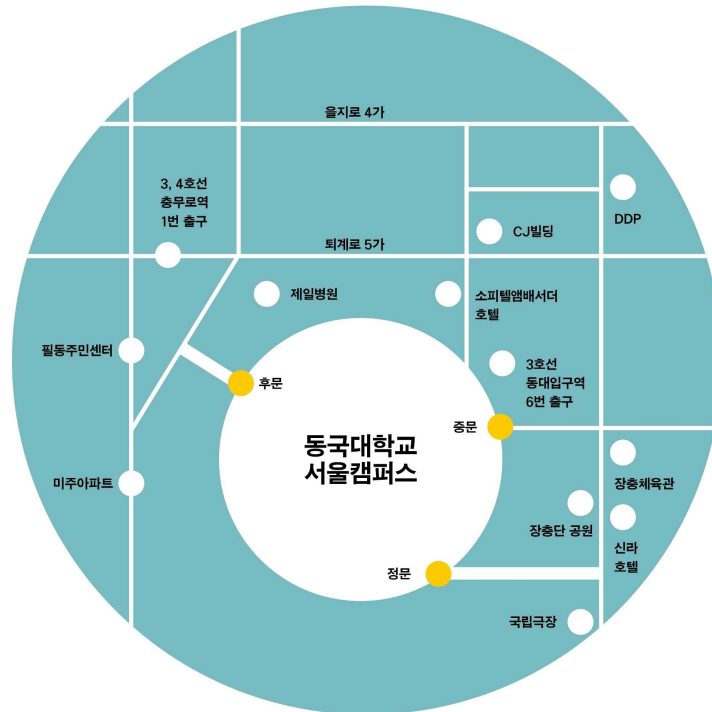 을지로 4가
3, 4호선
충무로역
1번 출구
DDP
CJ빌딩
퇴계로 5가
제일병원
소피텔앰배서더
호텔
필동주민센터
3호선
동대입구역
6번 출구
후문
중문
동국대학교
서울캠퍼스
미주아파트
장충체육관
장충단 공원
신라
호텔
정문
국립극장